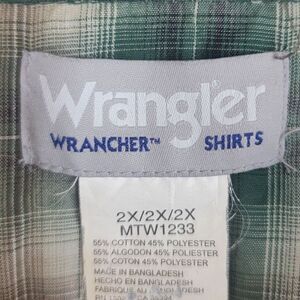 Wrangler
WRANCHER™ SHIRTS
2X/2X/2X
MTW1233
55% COTTON 45% POLYESTER
55% ALGODON 45% POLIESTER
55% COTON 45% POLYESTER
MADE IN BANGLADESH
HECHO EN BANGLADESH
FABRIQUE AU BANGLADESH